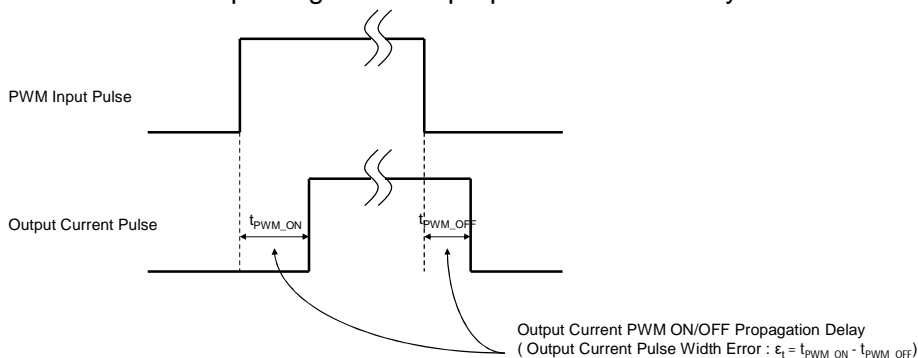 PWM Input Pulse
Output Current Pulse
tPWM_ON
tPWM_OFF
Output Current PWM ON/OFF Propagation Delay
( Output Current Pulse Width Error : εt = tPWM_ON - tPWM_OFF)